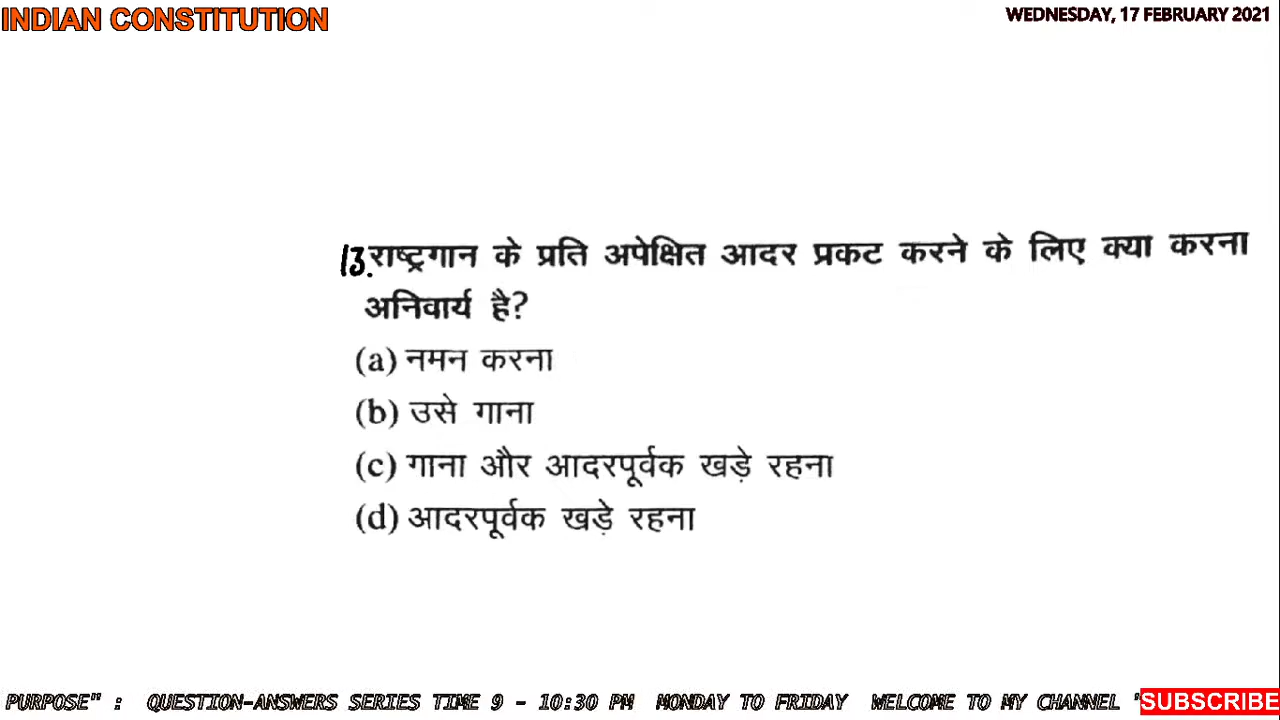 INDIAN CONSTITUTION
WEDNESDAY, 17 FEBRUARY 2021
13.राष्ट्रगान के प्रति अपेक्षित आदर प्रकट करने के लिए क्या करना
अनिवार्य है?
(a) नमन करना
(b) उसे गाना
(c) गाना और आदरपूर्वक खड़े रहना
(d) आदरपूर्वक खड़े रहना
PURPOSE" : QUESTION-ANSWERS SERIES TIME 9 - 10:30 PM MONDAY TO FRIDAY WELCOME TO MY CHANNEL "
SUBSCRIBE